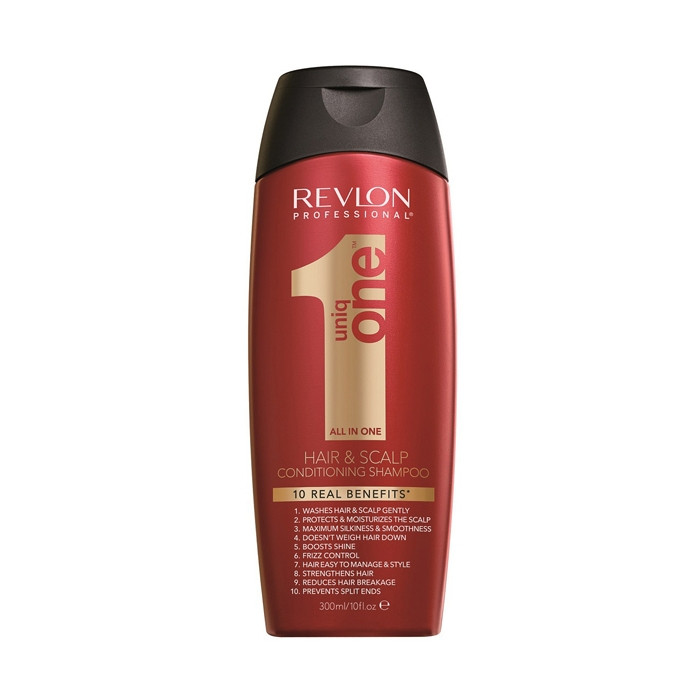 REVLON
PROFESSIONAL®
1
uniq
one™
ALL IN ONE
HAIR & SCALP
CONDITIONING SHAMPOO
10 REAL BENEFITS*
1. WASHES HAIR & SCALP GENTLY
2. PROTECTS & MOISTURIZES THE SCALP
3. MAXIMUM SILKINESS & SMOOTHNESS
4. DOESN'T WEIGH HAIR DOWN
5. BOOSTS SHINE
6. FRIZZ CONTROL
7. HAIR EASY TO MANAGE & STYLE
8. STRENGTHENS HAIR
9. REDUCES HAIR BREAKAGE
10. PREVENTS SPLIT ENDS
300ml/10fl.oz ℮